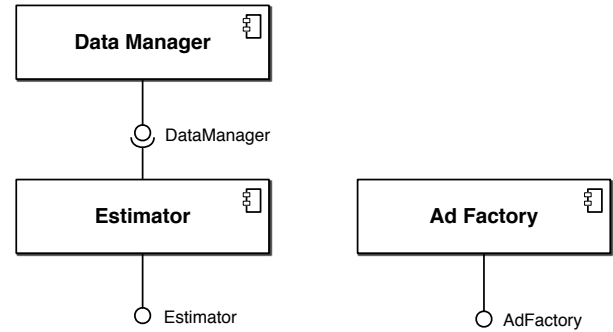 Data Manager
DataManager
Estimator
Ad Factory
Estimator
AdFactory